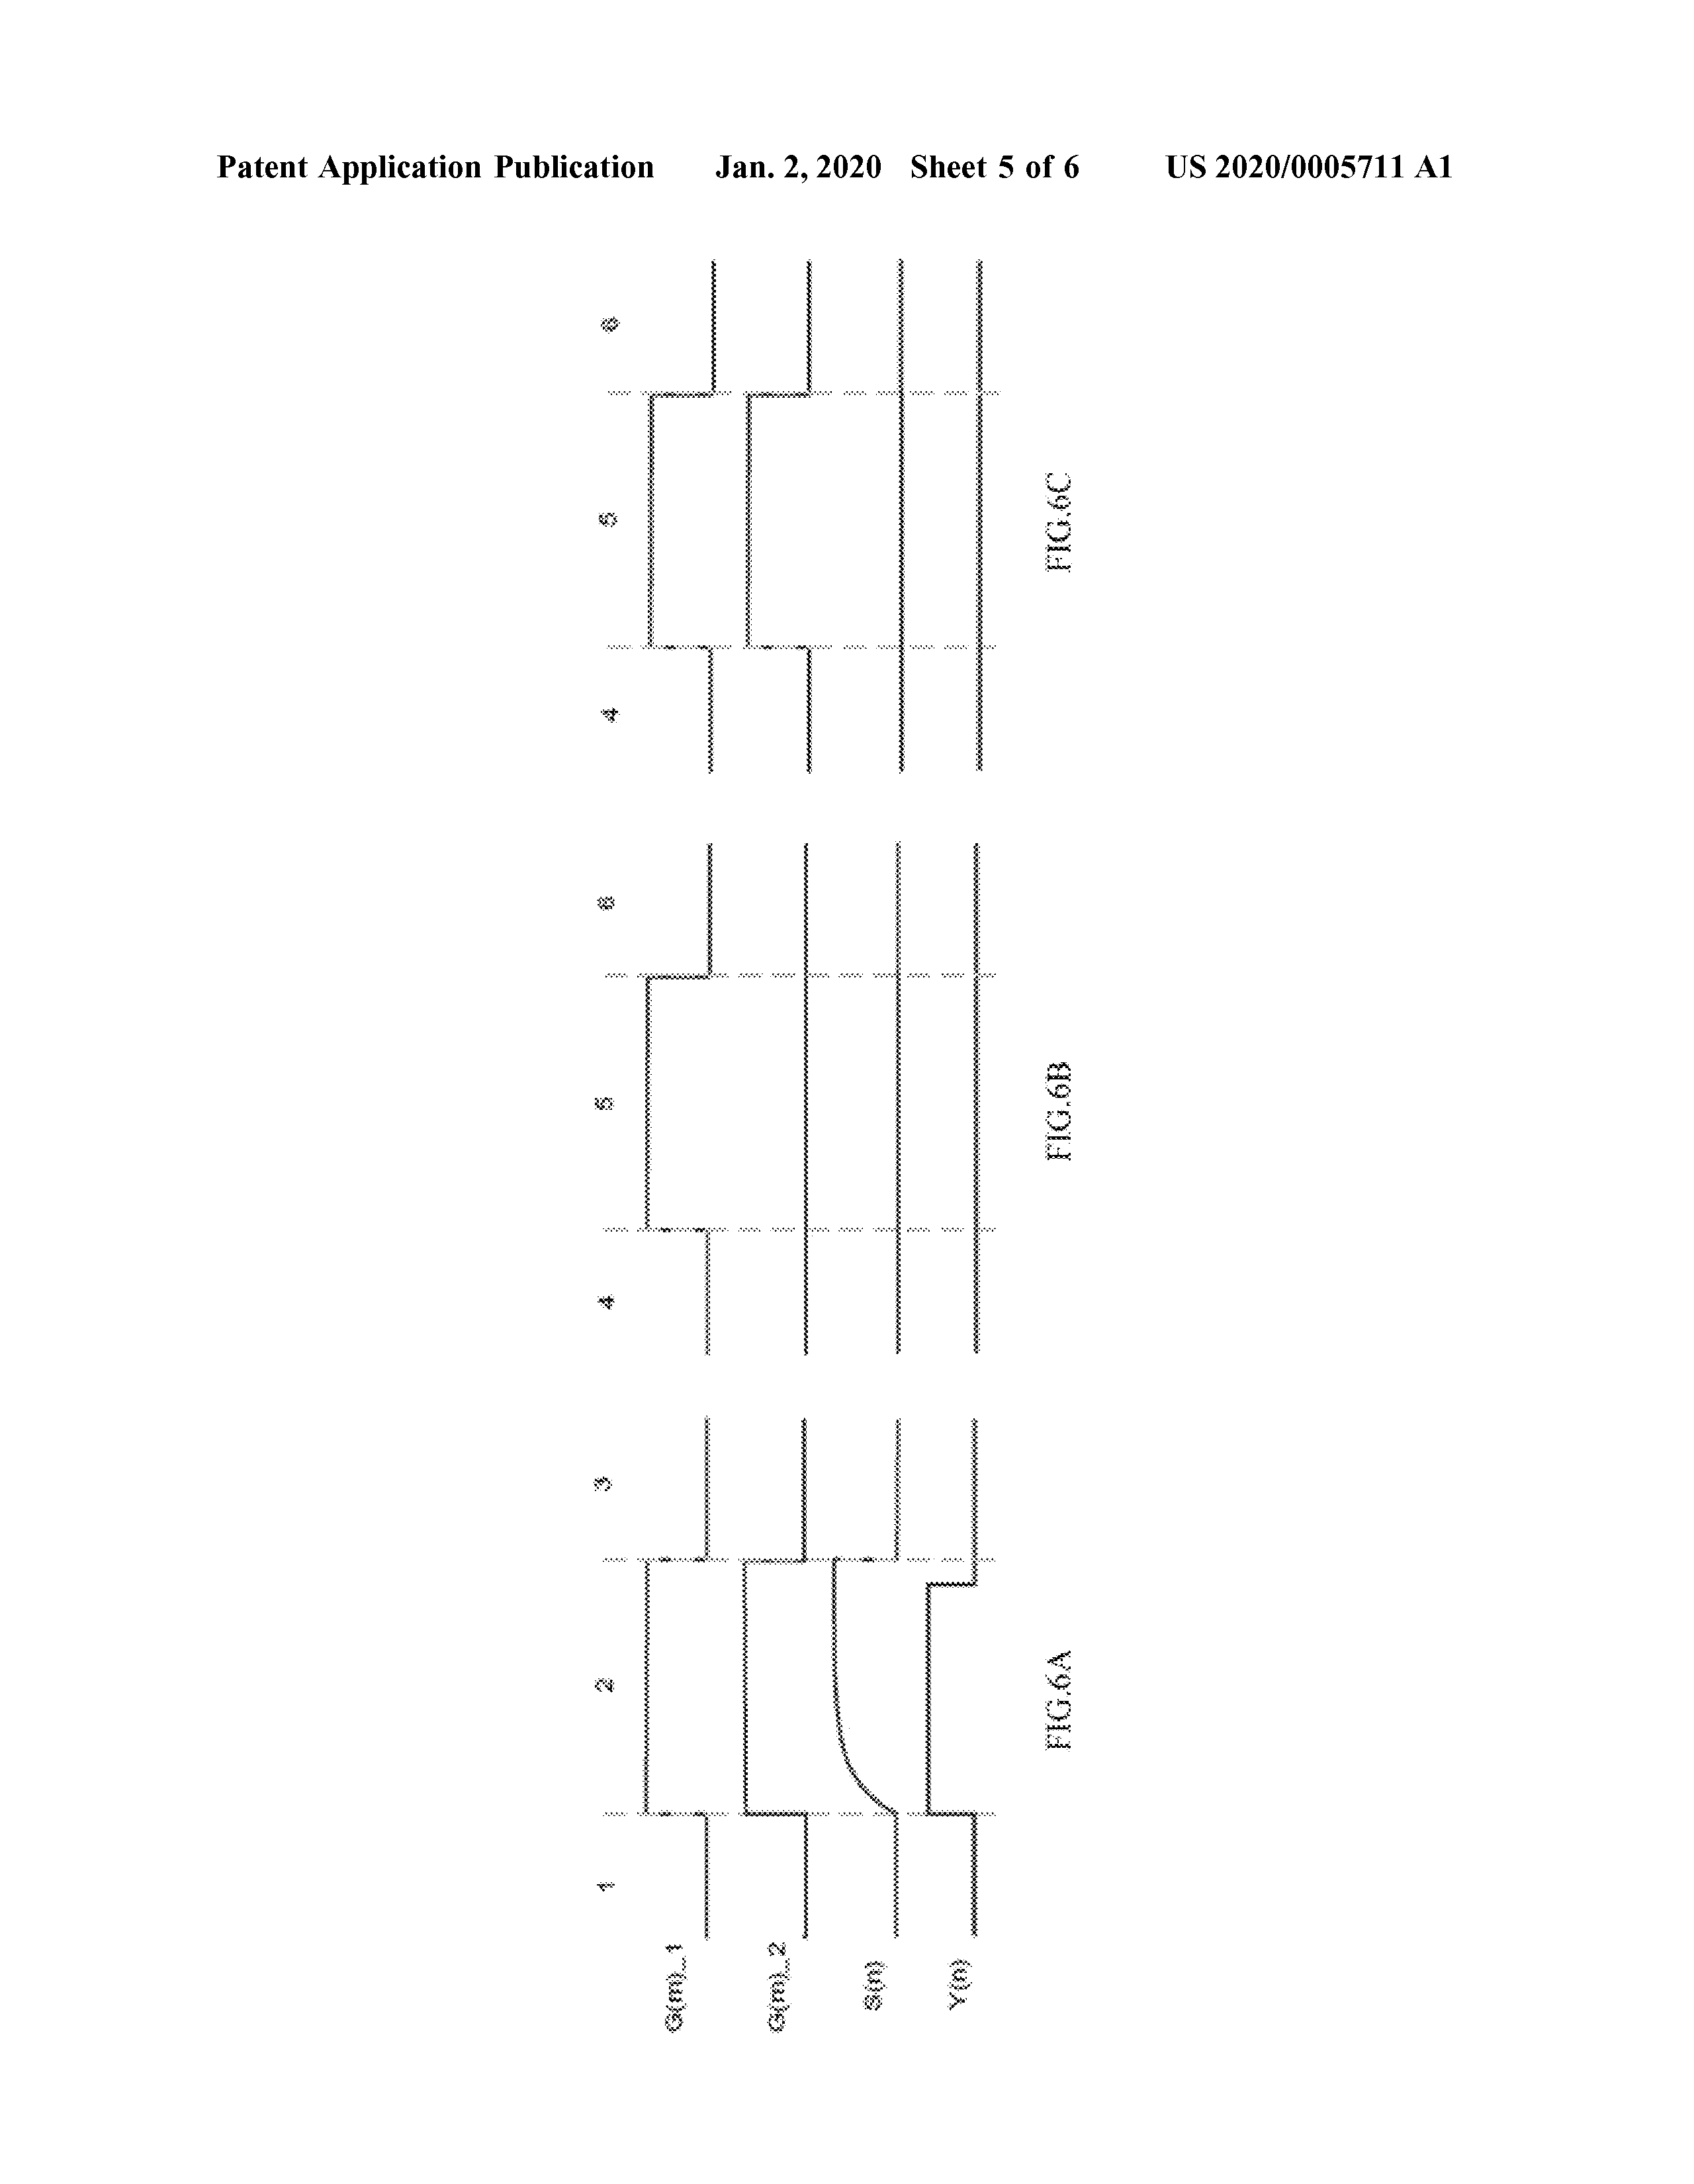 Patent Application Publication Jan. 2, 2020 Sheet 5 of 6 US 2020/0005711 A1
1 2 3
G(m)_1
G(m)_2
S(n)
Y(n)
FIG.6A
4 5 6
FIG.6B
4 5 6
FIG.6C